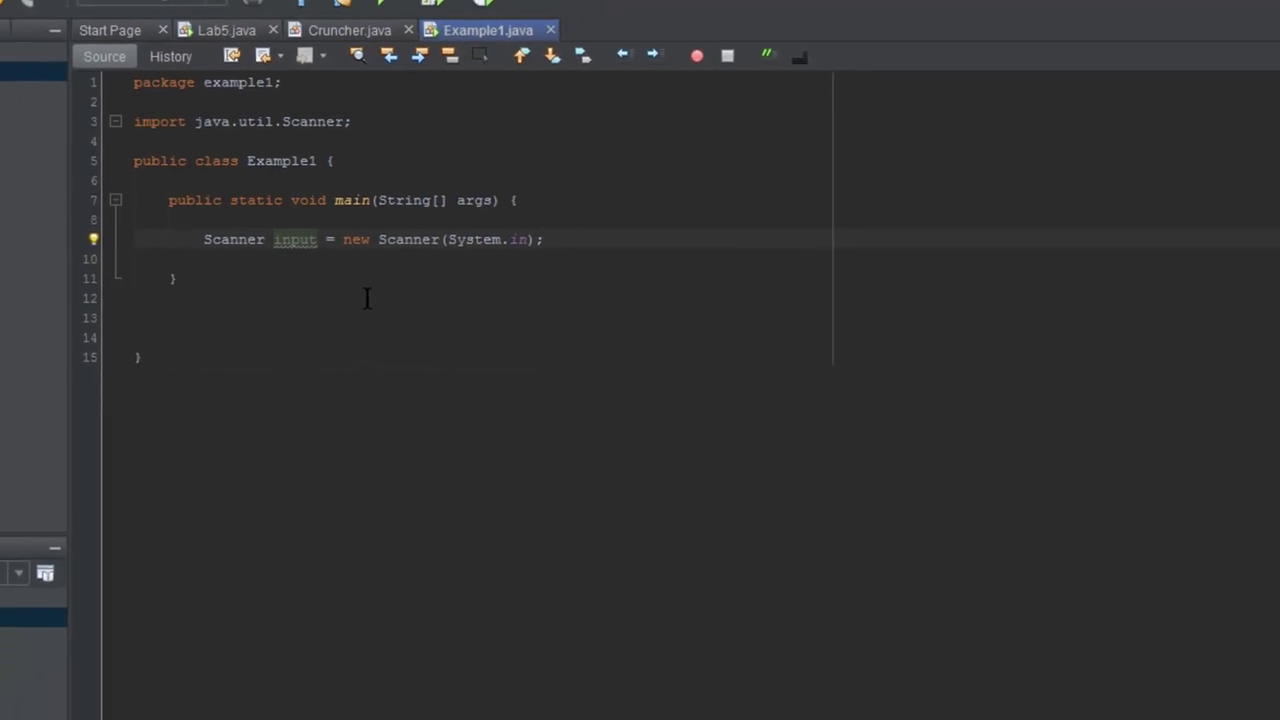 Start Page Lab5.java Cruncher.java Example1.java
Source History
1 package example1;
2
3 import java.util.Scanner;
4
5 public class Example1 {
6
7 public static void main(String[] args) {
8
Scanner input = new Scanner(System.in);
10
11 }
12
13
14
15 }